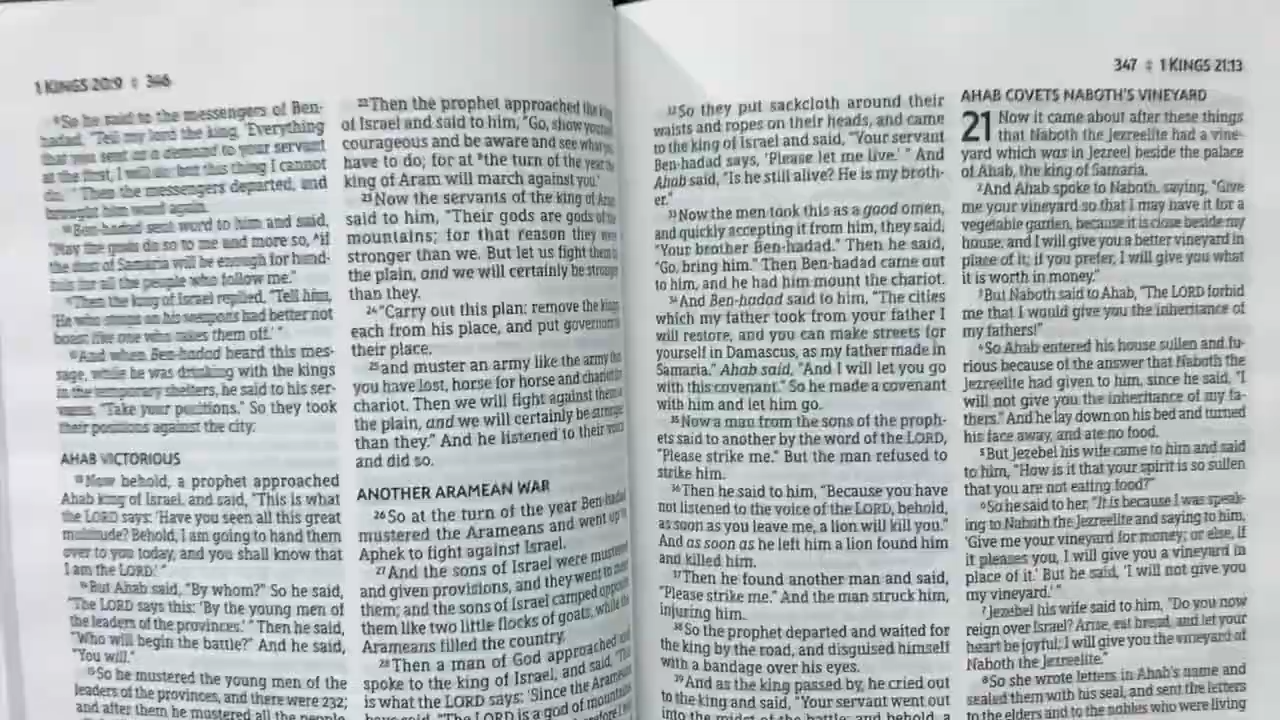 1 KINGS 20:9 ‡ 346
⁹So he said to the messengers of Ben-
hadad, "Tell my lord the king, 'Everything
that you sent as a demand to your servant
at the first, I will do; but this thing I cannot
do.'" Then the messengers departed, and
brought him word again.
¹⁰Ben-hadad sent word to him and said,
"May the gods do so to me and more so, ᵃif
the dust of Samaria will be enough for hand-
fuls for all the people who follow me."
¹¹Then the king of Israel replied, "Tell him,
'He who straps on his weapons had better not
boast like one who takes them off.'"
¹²And when Ben-hadad heard this mes-
sage, while he was drinking with the kings
in the temporary shelters, he said to his ser-
vants, "Take your positions." So they took
their positions against the city.
AHAB VICTORIOUS
¹³Now behold, a prophet approached
Ahab king of Israel, and said, "This is what
the LORD says: 'Have you seen all this great
multitude? Behold, I am going to hand them
over to you today, and you shall know that
I am the LORD.'"
¹⁴But Ahab said, "By whom?" So he said,
"The LORD says this: 'By the young men of
the leaders of the provinces.'" Then he said,
"Who will begin the battle?" And he said,
"You will."
¹⁵So he mustered the young men of the
leaders of the provinces, and there were 232;
and after them he mustered all the people
²²Then the prophet approached the king
of Israel and said to him, "Go, show yourself
courageous and be aware and see what you
have to do; for at ᵃthe turn of the year the
king of Aram will march against you."
²³Now the servants of the king of Aram
said to him, "Their gods are gods of the
mountains; for that reason they were
stronger than we. But let us fight them in
the plain, and we will certainly be stronger
than they.
²⁴"Carry out this plan: remove the kings,
each from his place, and put governors in
their place,
²⁵and muster an army like the army that
you have lost, horse for horse and chariot for
chariot. Then we will fight against them in
the plain, and we will certainly be stronger
than they." And he listened to their voice
and did so.
ANOTHER ARAMEAN WAR
²⁶So at the turn of the year Ben-hadad
mustered the Arameans and went up to
Aphek to fight against Israel.
²⁷And the sons of Israel were mustered
and given provisions, and they went to meet
them; and the sons of Israel camped opposite
them like two little flocks of goats, while the
Arameans filled the country.
²⁸Then a man of God approached and
spoke to the king of Israel, and said, "This
is what the LORD says: 'Since the Arameans
have said, "The LORD is a god of mountains
347 ‡ 1 KINGS 21:13
³²So they put sackcloth around their
waists and ropes on their heads, and came
to the king of Israel and said, "Your servant
Ben-hadad says, 'Please let me live.'" And
Ahab said, "Is he still alive? He is my broth-
er."
³³Now the men took this as a good omen,
and quickly accepting it from him, they said,
"Your brother Ben-hadad." Then he said,
"Go, bring him." Then Ben-hadad came out
to him, and he had him mount the chariot.
³⁴And Ben-hadad said to him, "The cities
which my father took from your father I
will restore, and you can make streets for
yourself in Damascus, as my father made in
Samaria." Ahab said, "And I will let you go
with this covenant." So he made a covenant
with him and let him go.
³⁵Now a man from the sons of the proph-
ets said to another by the word of the LORD,
"Please strike me." But the man refused to
strike him.
³⁶Then he said to him, "Because you have
not listened to the voice of the LORD, behold,
as soon as you leave me, a lion will kill you."
And as soon as he left him a lion found him
and killed him.
³⁷Then he found another man and said,
"Please strike me." And the man struck him,
injuring him.
³⁸So the prophet departed and waited for
the king by the road, and disguised himself
with a bandage over his eyes.
³⁹And as the king passed by, he cried out
to the king and said, "Your servant went out
into the midst of the battle; and behold, a
AHAB COVETS NABOTH'S VINEYARD
21 Now it came about after these things
that Naboth the Jezreelite had a vine-
yard which was in Jezreel beside the palace
of Ahab, the king of Samaria.
²And Ahab spoke to Naboth, saying, "Give
me your vineyard so that I may have it for a
vegetable garden, because it is close beside my
house, and I will give you a better vineyard in
place of it; if you prefer, I will give you what
it is worth in money."
³But Naboth said to Ahab, "The LORD forbid
me that I would give you the inheritance of
my fathers!"
⁴So Ahab entered his house sullen and fu-
rious because of the answer that Naboth the
Jezreelite had given to him, since he said, "I
will not give you the inheritance of my fa-
thers." And he lay down on his bed and turned
his face away, and ate no food.
⁵But Jezebel his wife came to him and said
to him, "How is it that your spirit is so sullen
that you are not eating food?"
⁶So he said to her, "It is because I was speak-
ing to Naboth the Jezreelite and saying to him,
'Give me your vineyard for money; or else, if
it pleases you, I will give you a vineyard in
place of it.' But he said, 'I will not give you
my vineyard.'"
⁷Jezebel his wife said to him, "Do you now
reign over Israel? Arise, eat bread, and let your
heart be joyful; I will give you the vineyard of
Naboth the Jezreelite."
⁸So she wrote letters in Ahab's name and
sealed them with his seal, and sent the letters
to the elders and to the nobles who were living